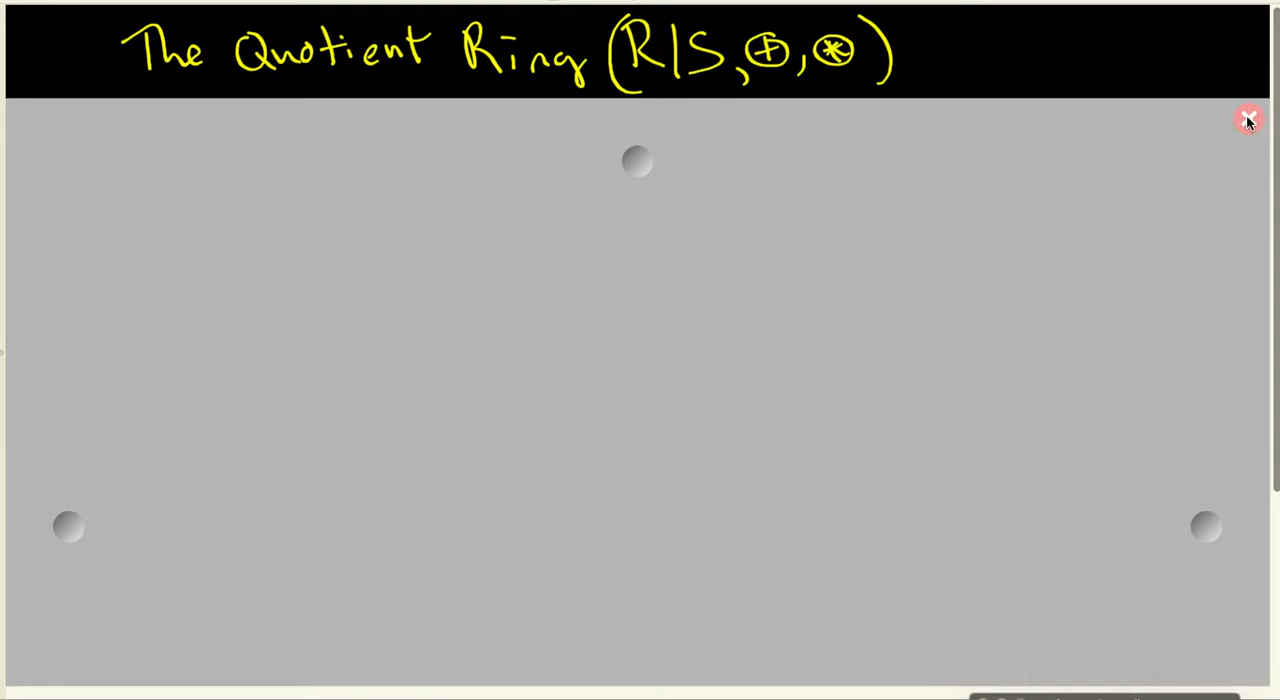 The Quotient Ring (R|S, ⊕, ⊛)